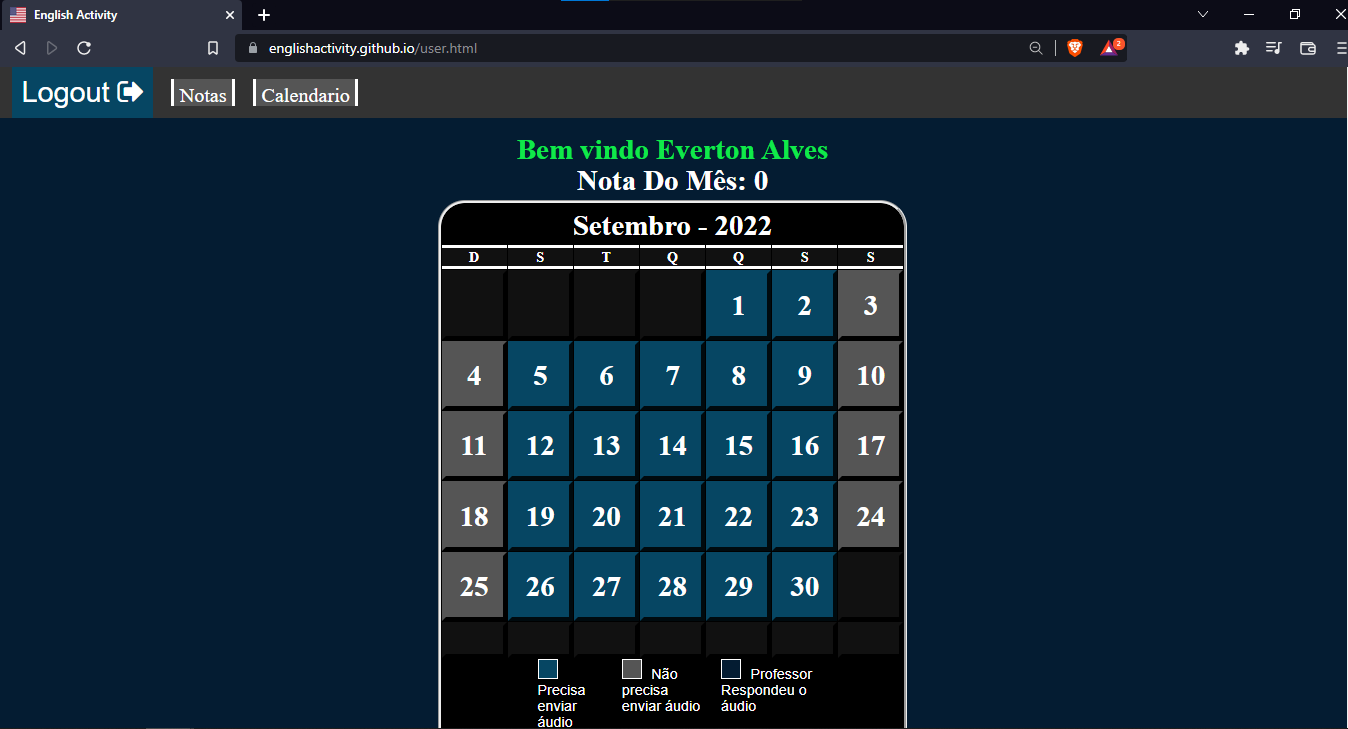 English Activity
englishactivity.github.io/user.html
2
Logout
Notas
Calendario
Bem vindo Everton Alves
Nota Do Mês: 0
Setembro - 2022
D S T Q Q S S
1 2 3
4 5 6 7 8 9 10
11 12 13 14 15 16 17
18 19 20 21 22 23 24
25 26 27 28 29 30
Precisa
enviar
áudio
Não
precisa
enviar áudio
Professor
Respondeu o
áudio